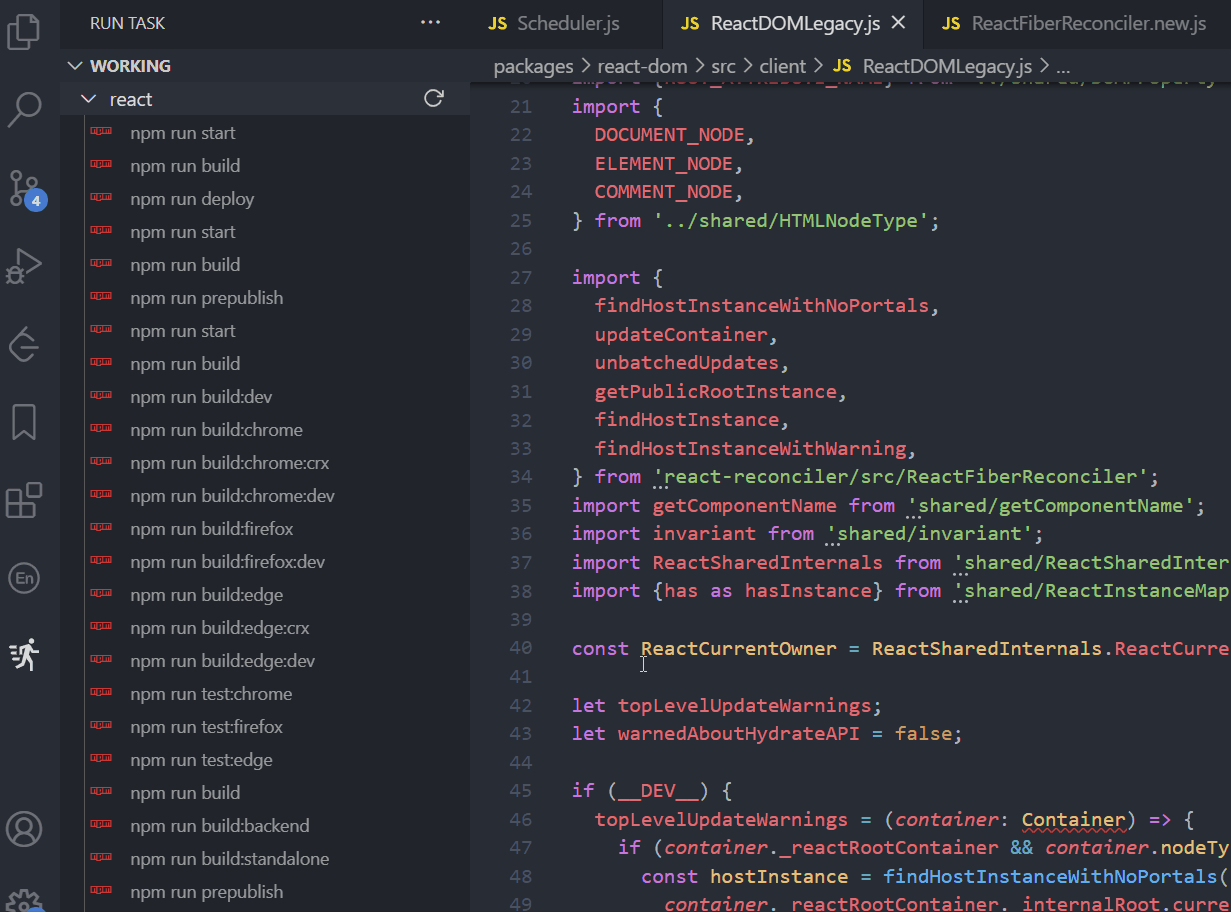 RUN TASK
WORKING
react
npm run start
npm run build
npm run deploy
npm run start
npm run build
npm run prepublish
npm run start
npm run build
npm run build:dev
npm run build:chrome
npm run build:chrome:crx
npm run build:chrome:dev
npm run build:firefox
npm run build:firefox:dev
npm run build:edge
npm run build:edge:crx
npm run build:edge:dev
npm run test:chrome
npm run test:firefox
npm run test:edge
npm run build
npm run build:backend
npm run build:standalone
npm run prepublish
4
En
JS Scheduler.js
JS ReactDOMLegacy.js
JS ReactFiberReconciler.new.js
packages > react-dom > src > client > JS ReactDOMLegacy.js > ...
21 import {
22 DOCUMENT_NODE,
23 ELEMENT_NODE,
24 COMMENT_NODE,
25 } from '../shared/HTMLNodeType';
26
27 import {
28 findHostInstanceWithNoPortals,
29 updateContainer,
30 unbatchedUpdates,
31 getPublicRootInstance,
32 findHostInstance,
33 findHostInstanceWithWarning,
34 } from 'react-reconciler/src/ReactFiberReconciler';
35 import getComponentName from 'shared/getComponentName';
36 import invariant from 'shared/invariant';
37 import ReactSharedInternals from 'shared/ReactSharedInter
38 import {has as hasInstance} from 'shared/ReactInstanceMap
39
40 const ReactCurrentOwner = ReactSharedInternals.ReactCurre
41
42 let topLevelUpdateWarnings;
43 let warnedAboutHydrateAPI = false;
44
45 if (__DEV__) {
46 topLevelUpdateWarnings = (container: Container) => {
47 if (container._reactRootContainer && container.nodeTy
48 const hostInstance = findHostInstanceWithNoPortals(
49 container._reactRootContainer._internalRoot.curre